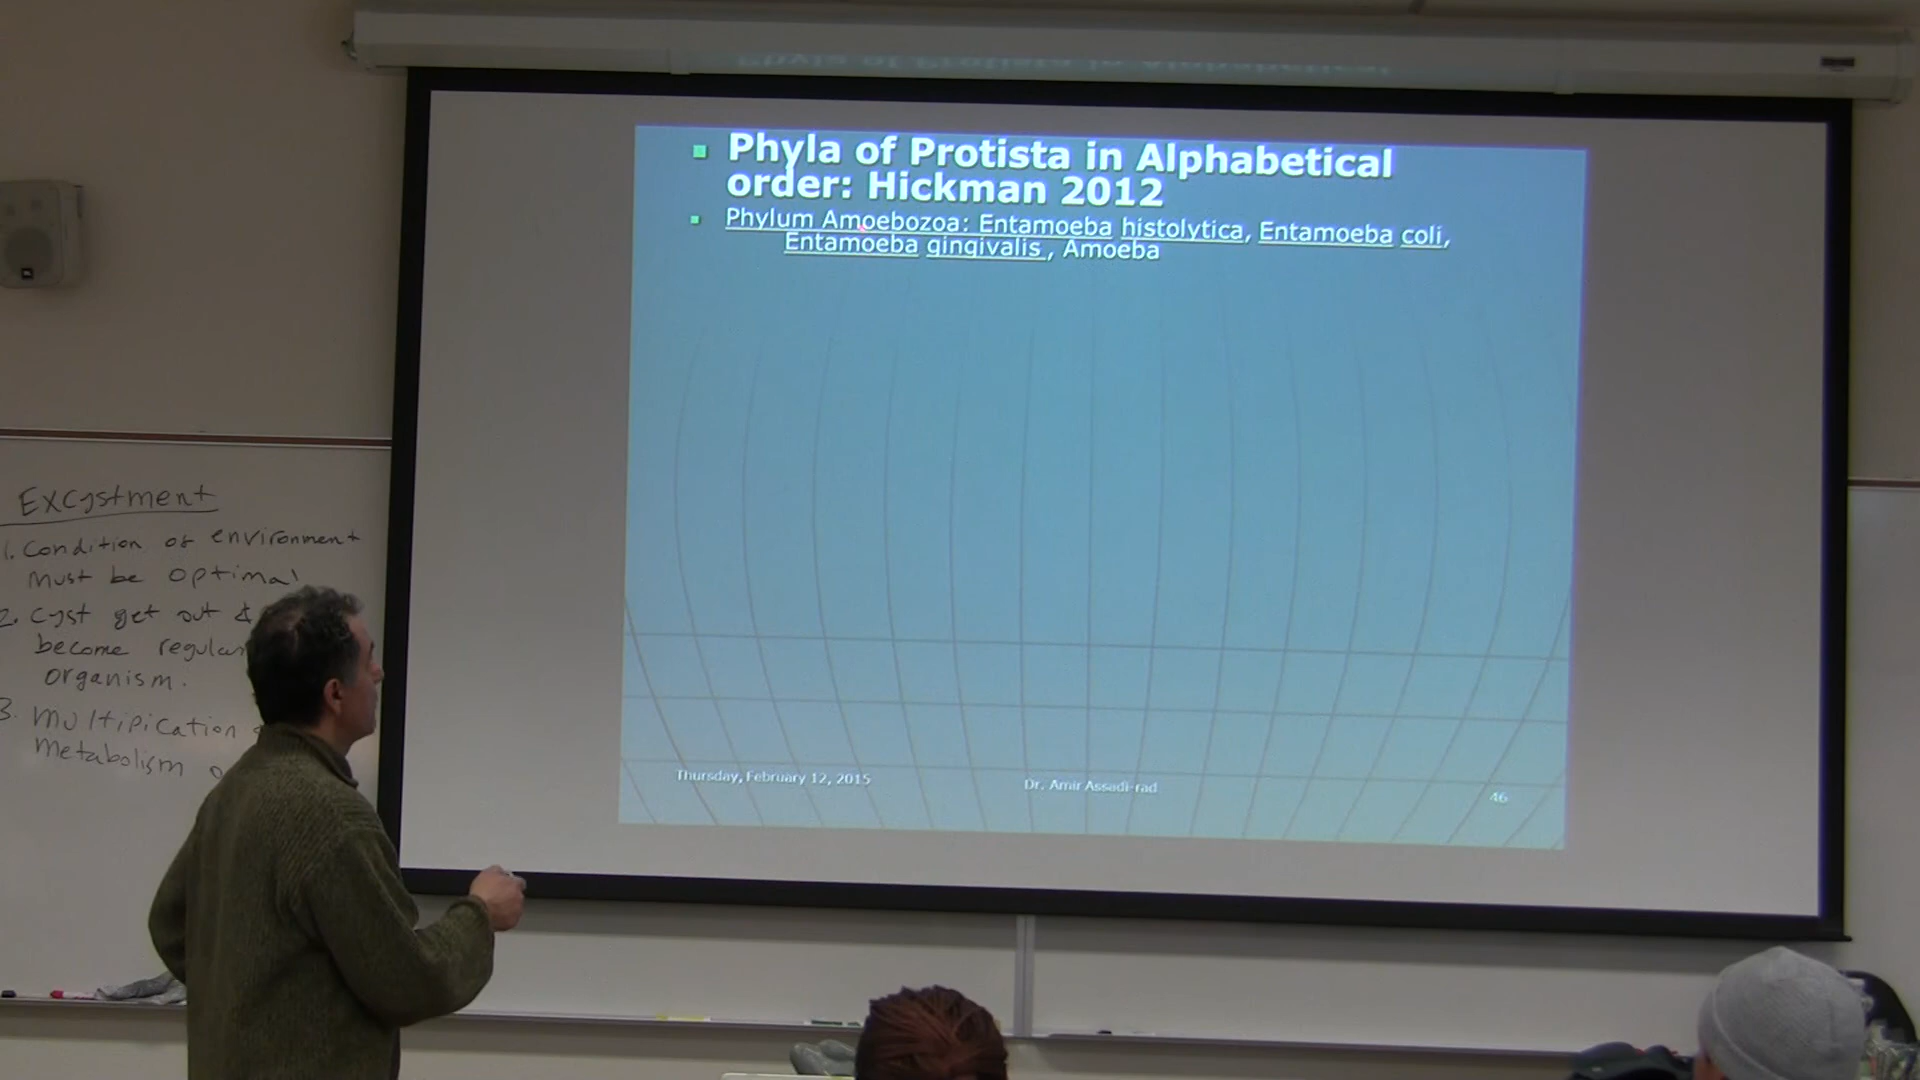 Phyla of Protista in Alphabetical
order: Hickman 2012
Phylum Amoebozoa: Entamoeba histolytica, Entamoeba coli,
Entamoeba gingivalis , Amoeba
Thursday, February 12, 2015
Dr. Amir Assadi-rad
46
Excystment
1. Condition of environment
must be optimal
2. Cyst get out &
become regular
organism.
3. Multipication
Metabolism